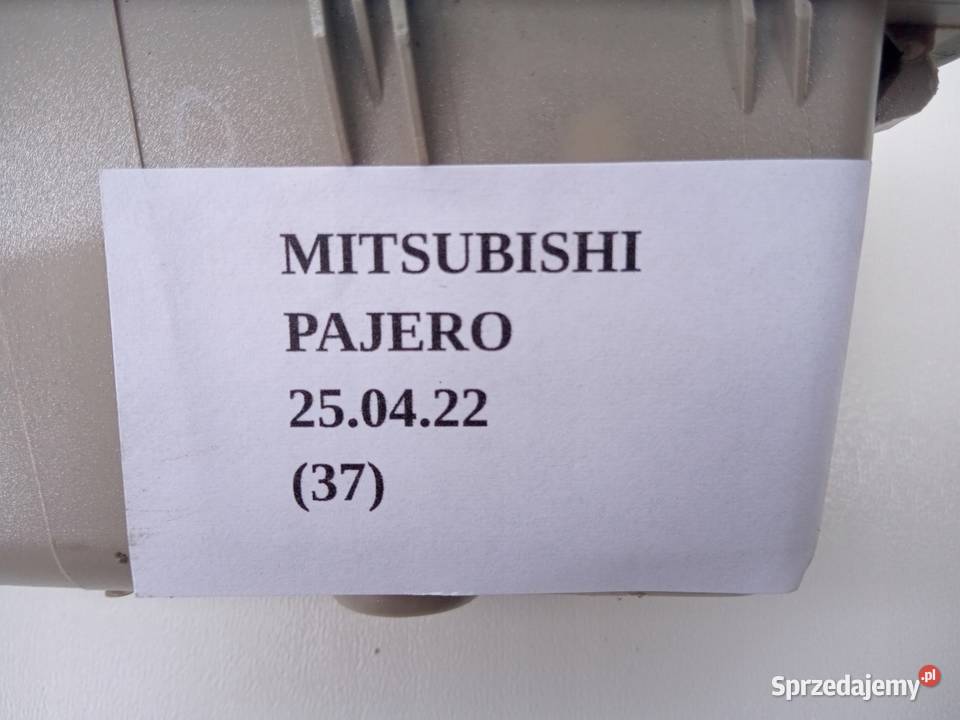 MITSUBISHI
PAJERO
25.04.22
(37)
Sprzedajemy.pl